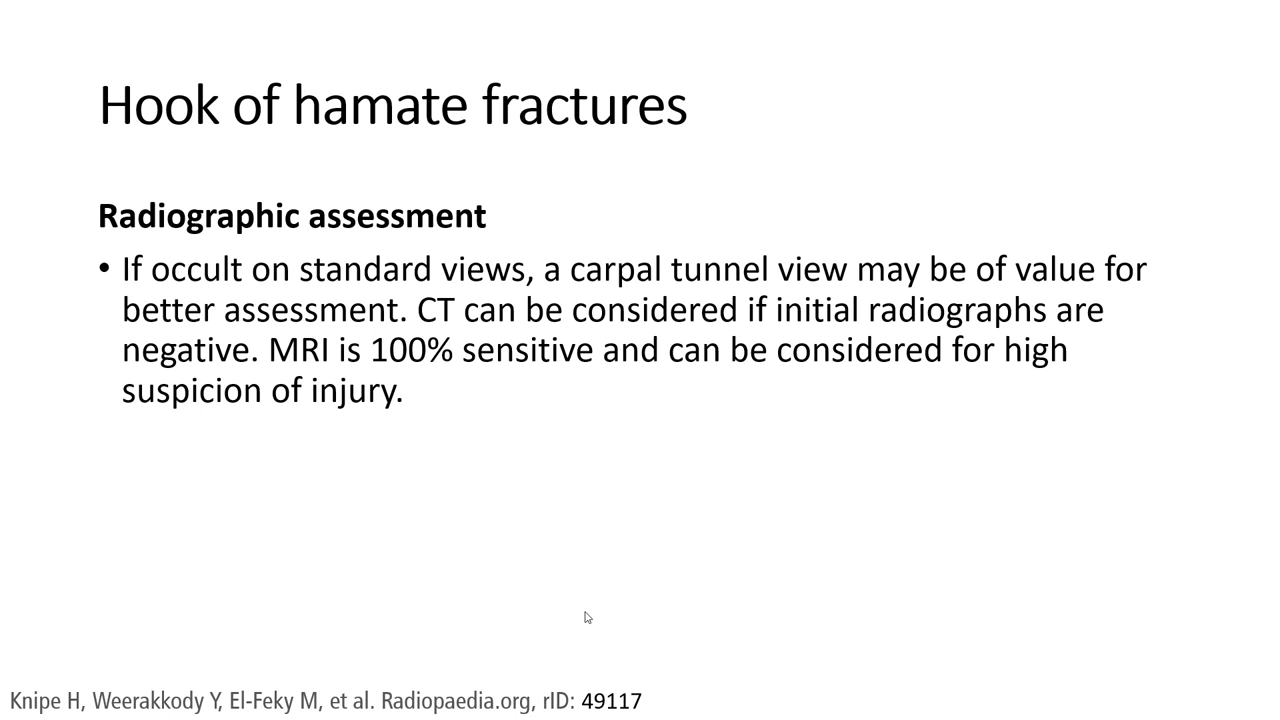 Hook of hamate fractures
Radiographic assessment
• If occult on standard views, a carpal tunnel view may be of value for
better assessment. CT can be considered if initial radiographs are
negative. MRI is 100% sensitive and can be considered for high
suspicion of injury.
Knipe H, Weerakkody Y, El-Feky M, et al. Radiopaedia.org, rID: 49117